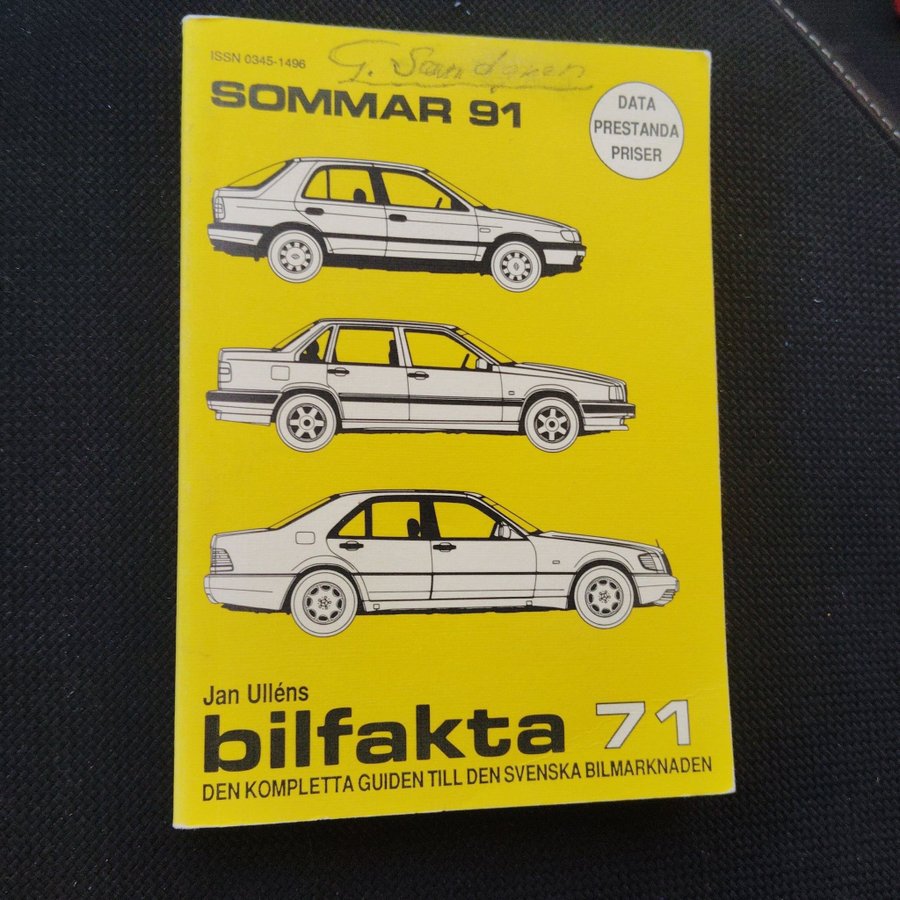 ISSN 0345-1496
G. Sandgren
SOMMAR 91
DATA
PRESTANDA
PRISER
Jan Ulléns
bilfakta 71
DEN KOMPLETTA GUIDEN TILL DEN SVENSKA BILMARKNADEN